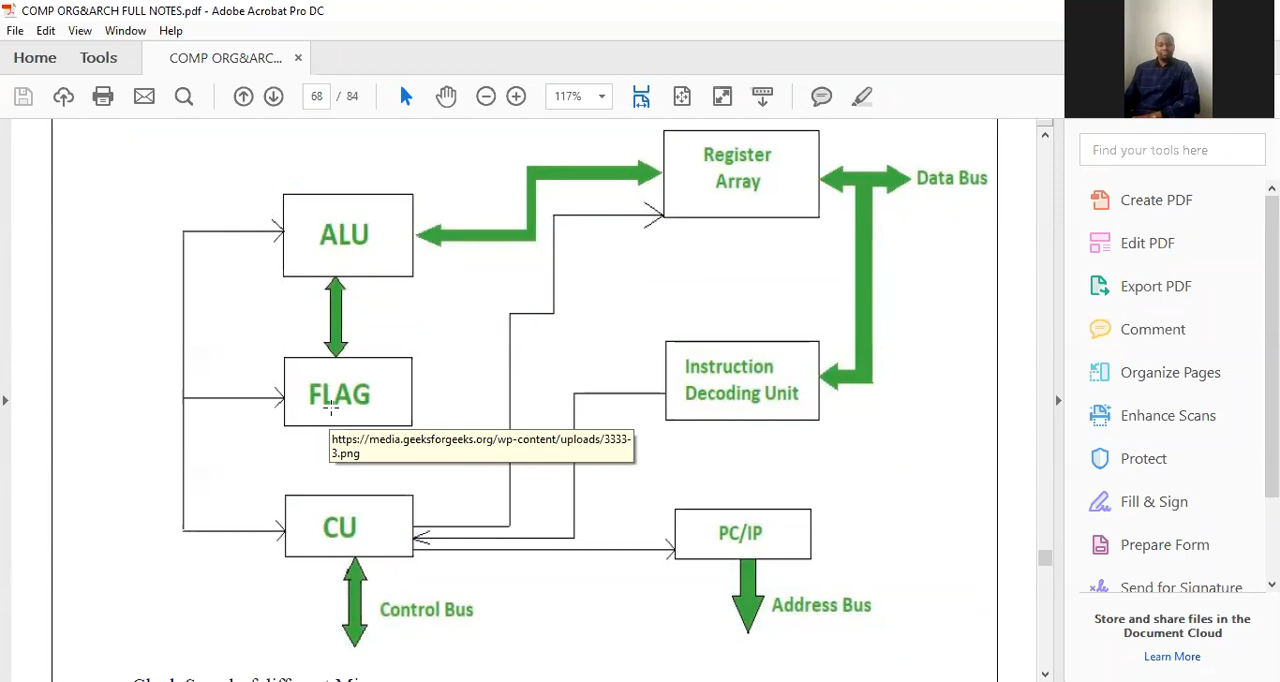 COMP ORG&ARCH FULL NOTES.pdf - Adobe Acrobat Pro DC
File Edit View Window Help
Home Tools COMP ORG&ARC... ×
68 / 84 117%
Find your tools here
Create PDF
Edit PDF
Export PDF
Comment
Organize Pages
Enhance Scans
Protect
Fill & Sign
Prepare Form
Send for Signature
Store and share files in the
Document Cloud
Learn More
Register
Array
Data Bus
ALU
FLAG
Instruction
Decoding Unit
https://media.geeksforgeeks.org/wp-content/uploads/3333-
3.png
CU
PC/IP
Control Bus
Address Bus